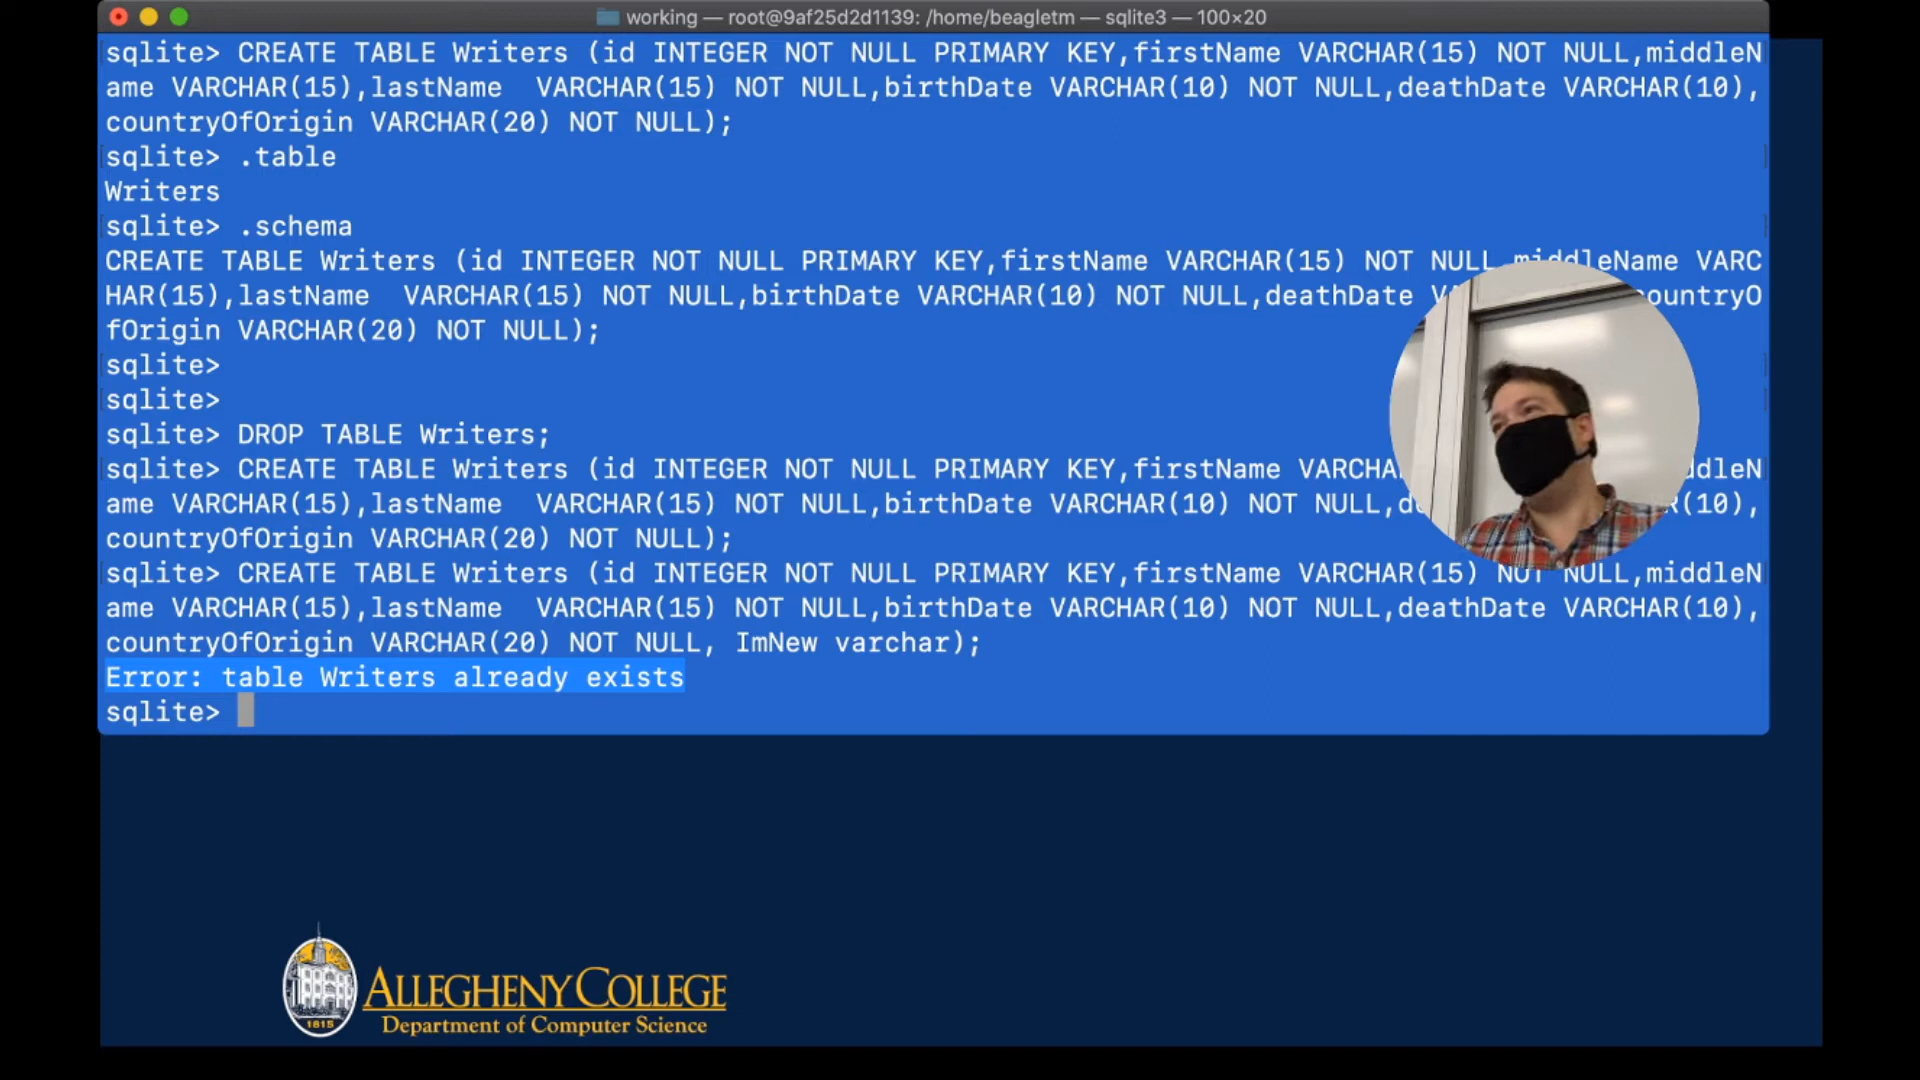 working — root@9af25d2d1139: /home/beagletm — sqlite3 — 100×20
sqlite> CREATE TABLE Writers (id INTEGER NOT NULL PRIMARY KEY,firstName VARCHAR(15) NOT NULL,middleN
ame VARCHAR(15),lastName  VARCHAR(15) NOT NULL,birthDate VARCHAR(10) NOT NULL,deathDate VARCHAR(10),
countryOfOrigin VARCHAR(20) NOT NULL);
sqlite> .table
Writers
sqlite> .schema
CREATE TABLE Writers (id INTEGER NOT NULL PRIMARY KEY,firstName VARCHAR(15) NOT NULL,middleName VARC
HAR(15),lastName  VARCHAR(15) NOT NULL,birthDate VARCHAR(10) NOT NULL,deathDate countryO
fOrigin VARCHAR(20) NOT NULL);
sqlite>
sqlite>
sqlite> DROP TABLE Writers;
sqlite> CREATE TABLE Writers (id INTEGER NOT NULL PRIMARY KEY,firstName VARCHA ddleN
ame VARCHAR(15),lastName  VARCHAR(15) NOT NULL,birthDate VARCHAR(10) NOT NULL,de R(10),
countryOfOrigin VARCHAR(20) NOT NULL);
sqlite> CREATE TABLE Writers (id INTEGER NOT NULL PRIMARY KEY,firstName VARCHAR(15) NOT NULL,middleN
ame VARCHAR(15),lastName  VARCHAR(15) NOT NULL,birthDate VARCHAR(10) NOT NULL,deathDate VARCHAR(10),
countryOfOrigin VARCHAR(20) NOT NULL, ImNew varchar);
Error: table Writers already exists
sqlite>
1815
ALLEGHENY COLLEGE
Department of Computer Science